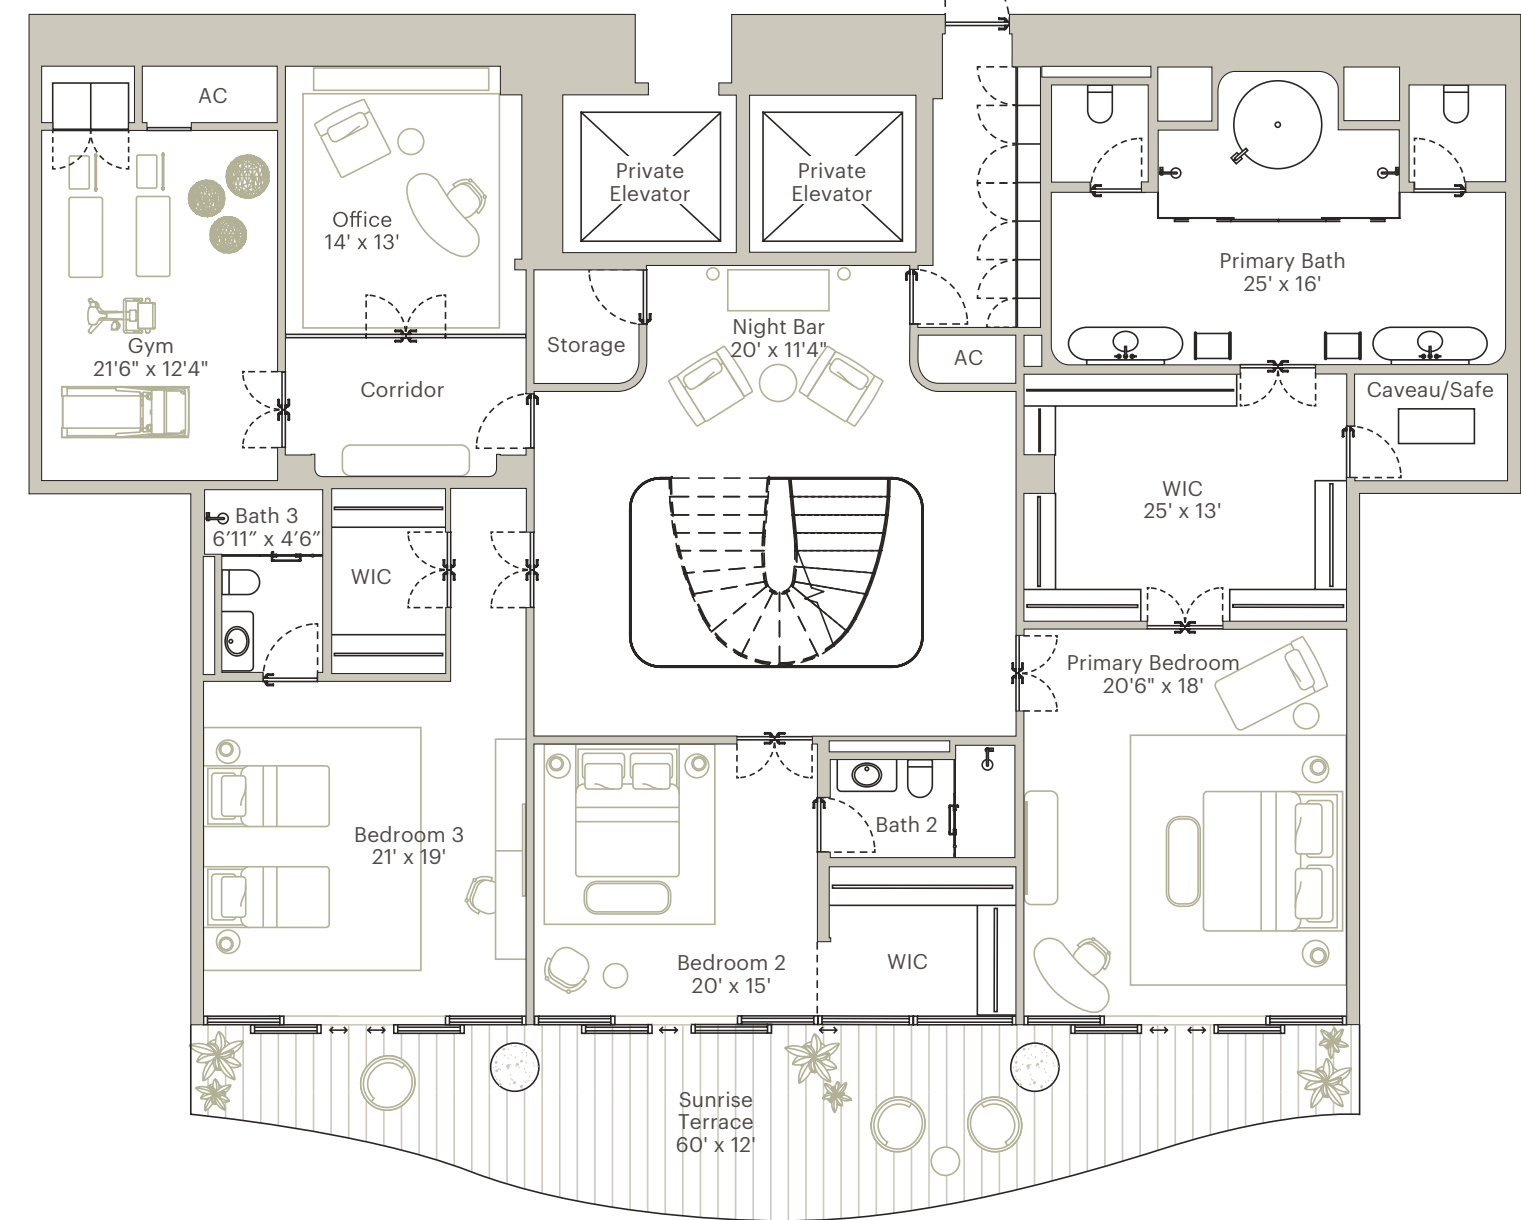 AC
Private
Elevator
Private
Elevator
Office
14' x 13'
Primary Bath
25' x 16'
Night Bar
20' x 11'4"
Storage
Gym
21'6" x 12'4"
AC
Corridor
Caveau/Safe
WIC
25' x 13'
Bath 3
6’11” x 4’6”
WIC
Primary Bedroom
20'6" x 18'
Bath 2
Bedroom 3
21' x 19'
Bedroom 2
20' x 15'
WIC
Sunrise
Terrace
60' x 12'